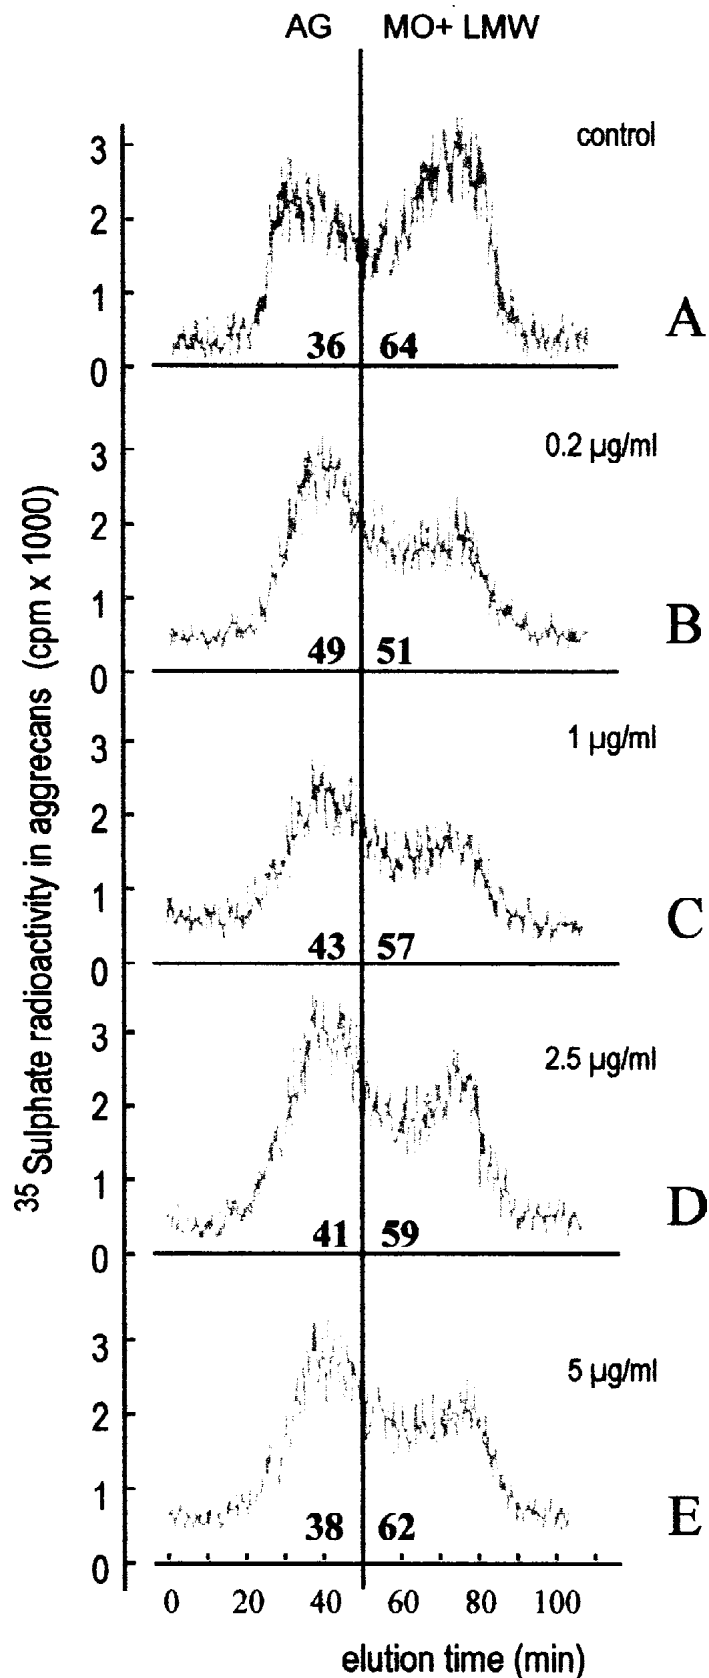 AG MO+ LMW
control
3
2
1
0
36 64
A
0.2 µg/ml
3
2
1
0
49 51
B
1 µg/ml
3
2
1
0
43 57
C
2.5 µg/ml
3
2
1
0
41 59
D
5 µg/ml
3
2
1
0
38 62
E
0 20 40 60 80 100
elution time (min)
35 Sulphate radioactivity in aggrecans (cpm x 1000)